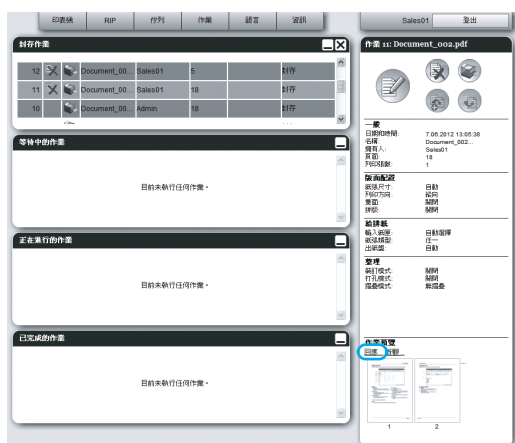 印表機 RIP 佇列 作業 語言 資訊
Sales01 登出
封存作業
12 Document_00... Sales01 5 封存
11 Document_00... Sales01 18 封存
10 Document_00... Admin 18 封存
等待中的作業
目前未執行任何作業。
正在進行的作業
目前未執行任何作業。
已完成的作業
目前未執行任何作業。
作業 11: Document_002.pdf
一般
日期和時間: 7.05.2012 13:05:38
名稱: Document_002...
擁有人: Sales01
頁面: 18
列印張數: 1
版面配置
紙張尺寸: 自動
列印方向: 縱向
雙面: 關閉
拼版: 關閉
給排紙
輸入紙匣: 自動選擇
紙張類型: 任一
出紙盤: 自動
整理
裝訂模式: 關閉
打孔模式: 關閉
摺疊模式: 無摺疊
作業預覽
1 2